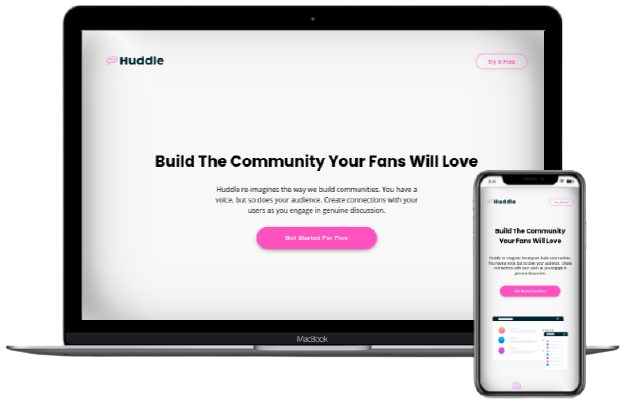 Huddle
Try It Free
Build The Community Your Fans Will Love
Huddle re-imagines the way we build communities. You have a
voice, but so does your audience. Create connections with your
users as you engage in genuine discussion.
Get Started For Free
MacBook
Huddle
Build The Community
Your Fans Will Love
Huddle re-imagines the way we build communities.
You have a voice, but so does your audience. Create
connections with your users as you engage in
genuine discussion.
Get Started For Free